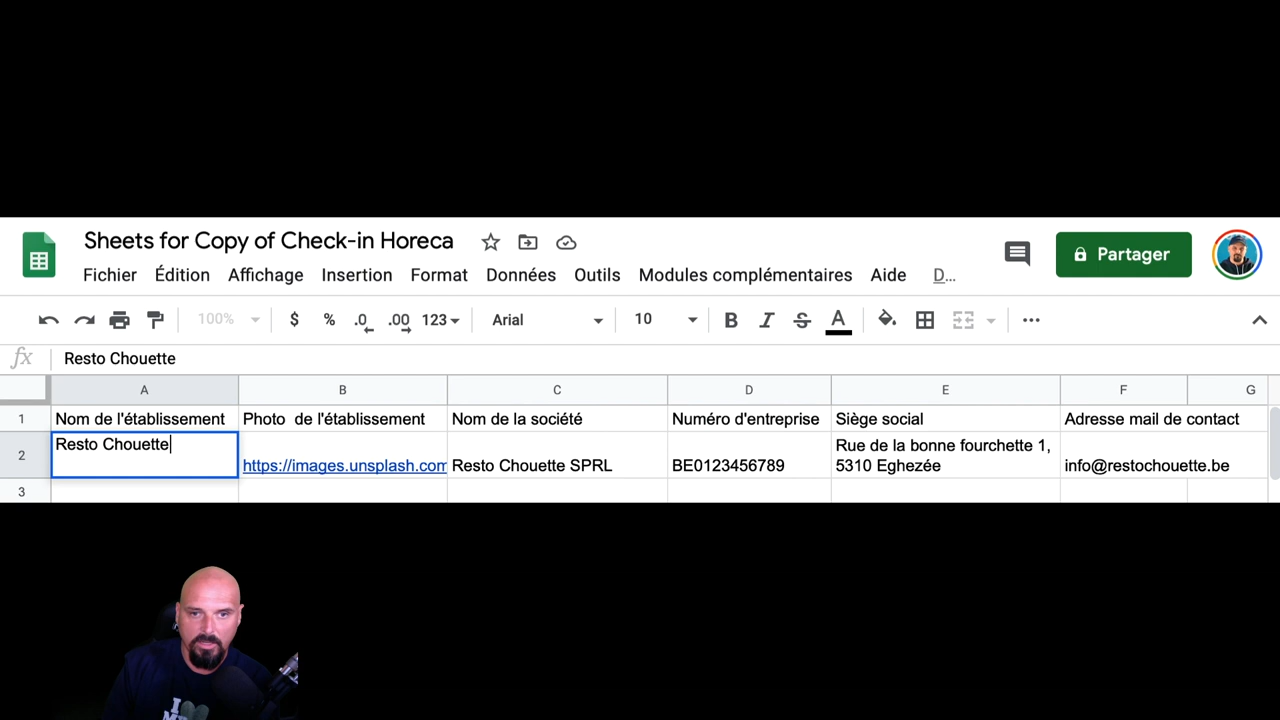 Sheets for Copy of Check-in Horeca
Fichier Édition Affichage Insertion Format Données Outils Modules complémentaires Aide D...
Partager
100% $ % .0 .00 123 Arial 10 B I S A
fx Resto Chouette
A B C D E F G
1 Nom de l'établissement Photo de l'établissement Nom de la société Numéro d'entreprise Siège social Adresse mail de contact
2 Resto Chouette https://images.unsplash.com Resto Chouette SPRL BE0123456789 Rue de la bonne fourchette 1,
5310 Eghezée info@restochouette.be
3
I